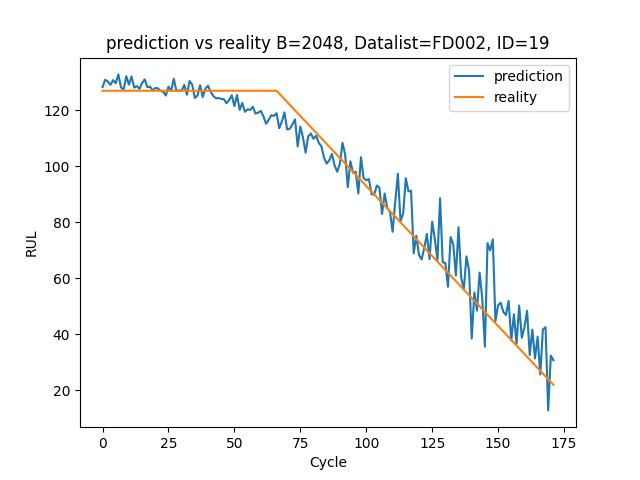 prediction vs reality B=2048, Datalist=FD002, ID=19
prediction
reality
RUL
120
100
80
60
40
20
0 25 50 75 100 125 150 175
Cycle